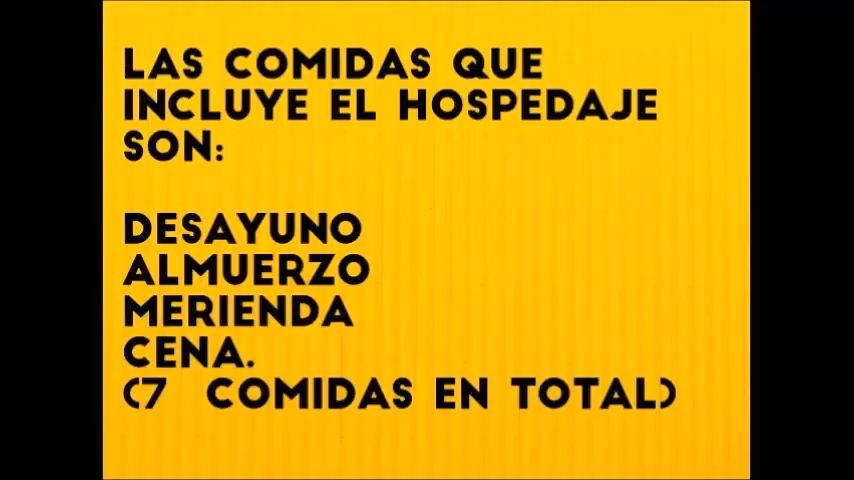 LAS COMIDAS QUE
INCLUYE EL HOSPEDAJE
SON:
DESAYUNO
ALMUERZO
MERIENDA
CENA.
(7 COMIDAS EN TOTAL)